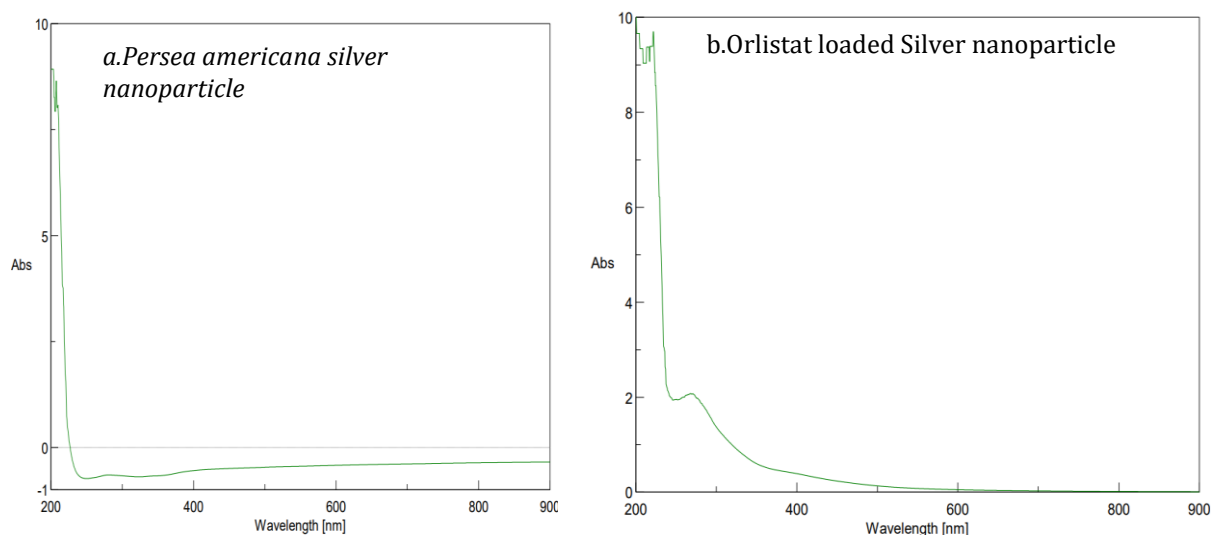 10
a.Persea americana silver
nanoparticle
5
Abs
0
-1
200
400
600
800
900
Wavelength [nm]
10
b.Orlistat loaded Silver nanoparticle
8
6
Abs
4
2
0
200
400
600
800
900
Wavelength [nm]